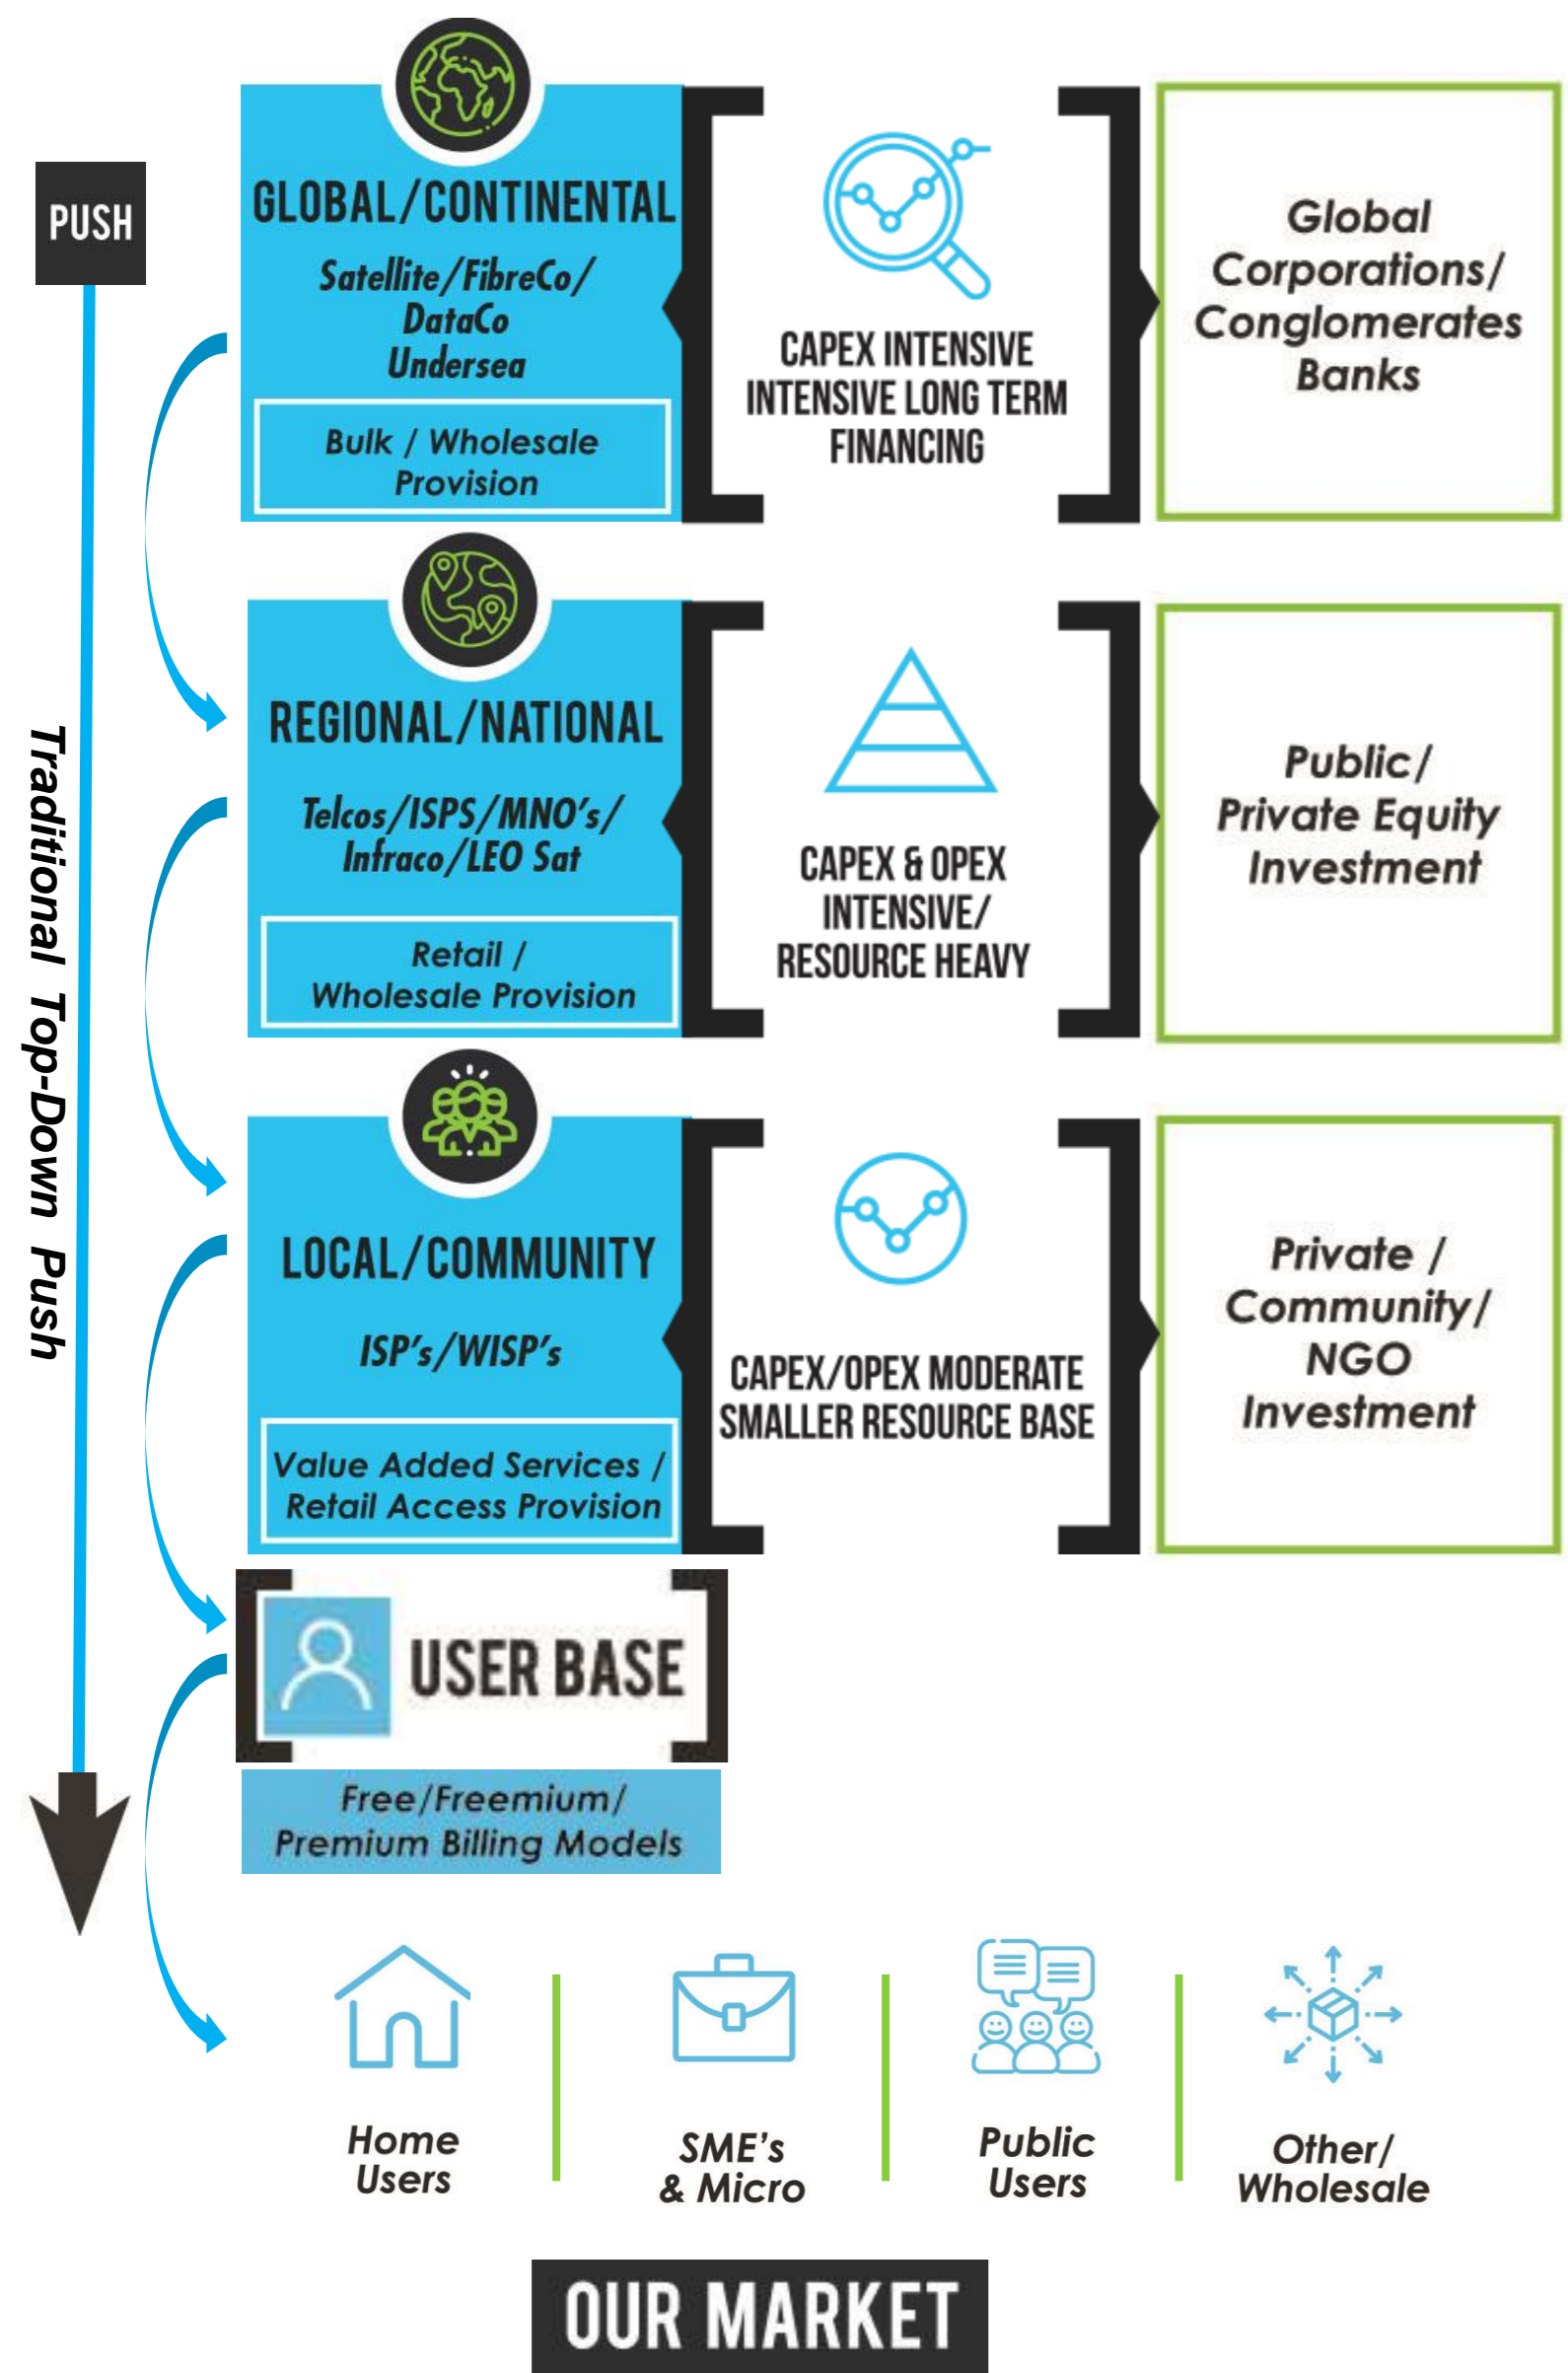 PUSH
Traditional Top-Down Push
GLOBAL/CONTINENTAL
Satellite/FibreCo/
DataCo
Undersea
Bulk / Wholesale
Provision
CAPEX INTENSIVE
INTENSIVE LONG TERM
FINANCING
Global
Corporations/
Conglomerates
Banks
REGIONAL/NATIONAL
Telcos/ISPS/MNO's/
Infraco/LEO Sat
Retail /
Wholesale Provision
CAPEX & OPEX
INTENSIVE/
RESOURCE HEAVY
Public/
Private Equity
Investment
LOCAL/COMMUNITY
ISP's/WISP's
Value Added Services /
Retail Access Provision
CAPEX/OPEX MODERATE
SMALLER RESOURCE BASE
Private /
Community/
NGO
Investment
USER BASE
Free/Freemium/
Premium Billing Models
Home
Users
SME's
& Micro
Public
Users
Other/
Wholesale
OUR MARKET